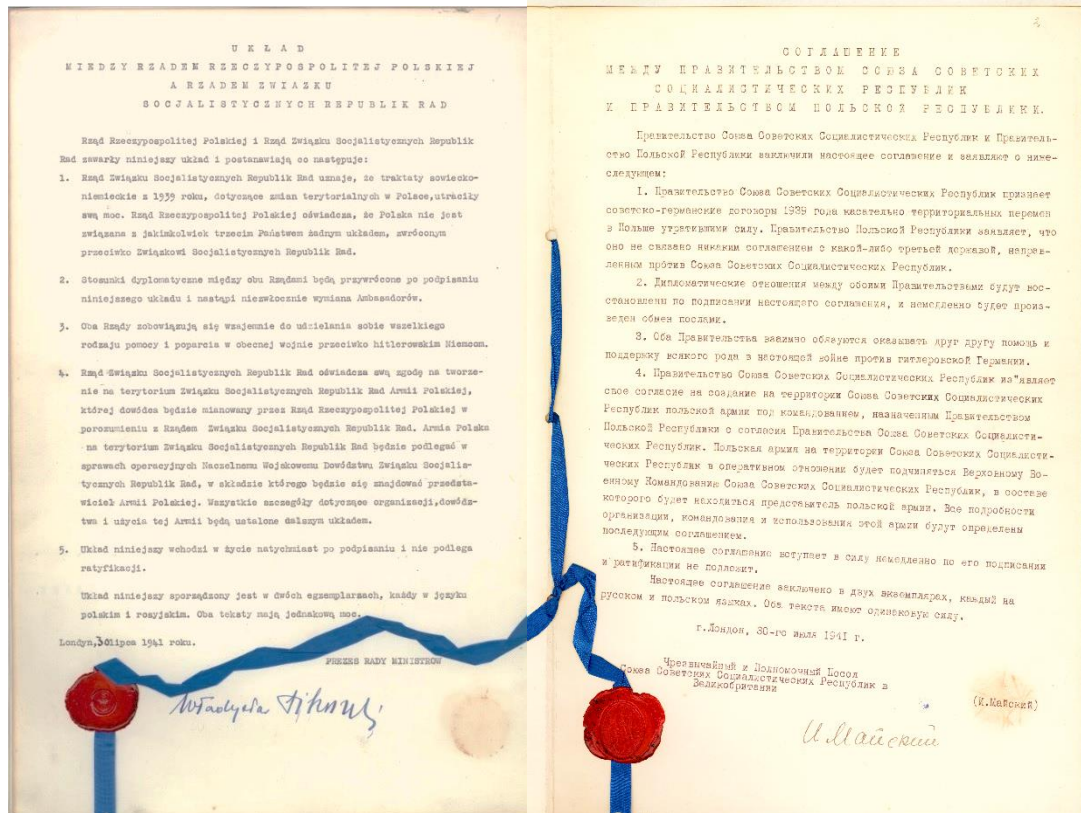 UKŁAD
MIĘDZY RZĄDEM RZECZYPOSPOLITEJ POLSKIEJ
A RZĄDEM ZWIĄZKU
SOCJALISTYCZNYCH REPUBLIK RAD
Rząd Rzeczypospolitej Polskiej i Rząd Związku Socjalistycznych Republik
Rad zawarły niniejszy układ i postanawiają co następuje:
1. Rząd Związku Socjalistycznych Republik Rad uznaje, że traktaty sowiecko-
niemieckie z 1939 roku, dotyczące zmian terytorialnych w Polsce,utraciły
swą moc. Rząd Rzeczypospolitej Polskiej oświadcza, że Polska nie jest
związana z jakimkolwiek trzecim Państwem żadnym układem, zwróconym
przeciwko Związkowi Socjalistycznych Republik Rad.
2. Stosunki dyplomatyczne między obu Rządami będą przywrócone po podpisaniu
niniejszego układu i nastąpi niezwłocznie wymiana Ambasadorów.
3. Oba Rządy zobowiązują się wzajemnie do udzielania sobie wszelkiego
rodzaju pomocy i poparcia w obecnej wojnie przeciwko hitlerowskim Niemcom.
4. Rząd Związku Socjalistycznych Republik Rad oświadcza swą zgodę na tworze-
nie na terytorium Związku Socjalistycznych Republik Rad Armii Polskiej,
której dowódca będzie mianowany przez Rząd Rzeczypospolitej Polskiej w
porozumieniu z Rządem Związku Socjalistycznych Republik Rad. Armia Polska
na terytorium Związku Socjalistycznych Republik Rad będzie podlegać w
sprawach operacyjnych Naczelnemu Wojskowemu Dowództwu Związku Socjalis-
tycznych Republik Rad, w składzie którego będzie się znajdować przedsta-
wiciel Armii Polskiej. Wszystkie szczegóły dotyczące organizacji,dowódz-
twa i użycia tej Armii będą ustalone dalszym układem.
5. Układ niniejszy wchodzi w życie natychmiast po podpisaniu i nie podlega
ratyfikacji.
Układ niniejszy sporządzony jest w dwóch egzemplarzach, każdy w języku
polskim i rosyjskim. Oba teksty mają jednakową moc.
Londyn,30lipca 1941 roku.
PREZES RADY MINISTRÓW
Władysław Sikorski
СОГЛАШЕНИЕ
МЕЖДУ ПРАВИТЕЛЬСТВОМ СОЮЗА СОВЕТСКИХ
СОЦИАЛИСТИЧЕСКИХ РЕСПУБЛИК
И ПРАВИТЕЛЬСТВОМ ПОЛЬСКОЙ РЕСПУБЛИКИ.
Правительство Союза Советских Социалистических Республик и Правитель-
ство Польской Республики заключили настоящее соглашение и заявляют о ниже-
следующем:
I. Правительство Союза Советских Социалистических Республик признает
советско-германские договоры 1939 года касательно территориальных перемен
в Польше утратившими силу. Правительство Польской Республики заявляет, что
оно не связано никаким соглашением с какой-либо третьей державой, направ-
ленным против Союза Советских Социалистических Республик.
2. Дипломатические отношения между обоими Правительствами будут вос-
становлены по подписании настоящего соглашения, и немедленно будет произ-
веден обмен послами.
3. Оба Правительства взаимно обязуются оказывать друг другу помощь и
поддержку всякого рода в настоящей войне против гитлеровской Германии.
4. Правительство Союза Советских Социалистических Республик из"являет
свое согласие на создание на территории Союза Советских Социалистических
Республик польской армии под командованием, назначенным Правительством
Польской Республики с согласия Правительства Союза Советских Социалисти-
ческих Республик. Польская армия на территории Союза Советских Социалисти-
ческих Республик в оперативном отношении будет подчиняться Верховному Во-
енному Командованию Союза Советских Социалистических Республик, в составе
которого будет находиться представитель польской армии. Все подробности
организации, командования и использования этой армии будут определены
последующим соглашением.
5. Настоящее соглашение вступает в силу немедленно по его подписании
и ратификации не подлежит.
Настоящее соглашение заключено в двух экземплярах, каждый на
русском и польском языках. Оба текста имеют одинаковую силу.
г.Лондон, 30-го июля 1941 г.
Чрезвычайный и Полномочный Посол
Союза Советских Социалистических Республик в
Великобритании
(И.Майский)
И Майский